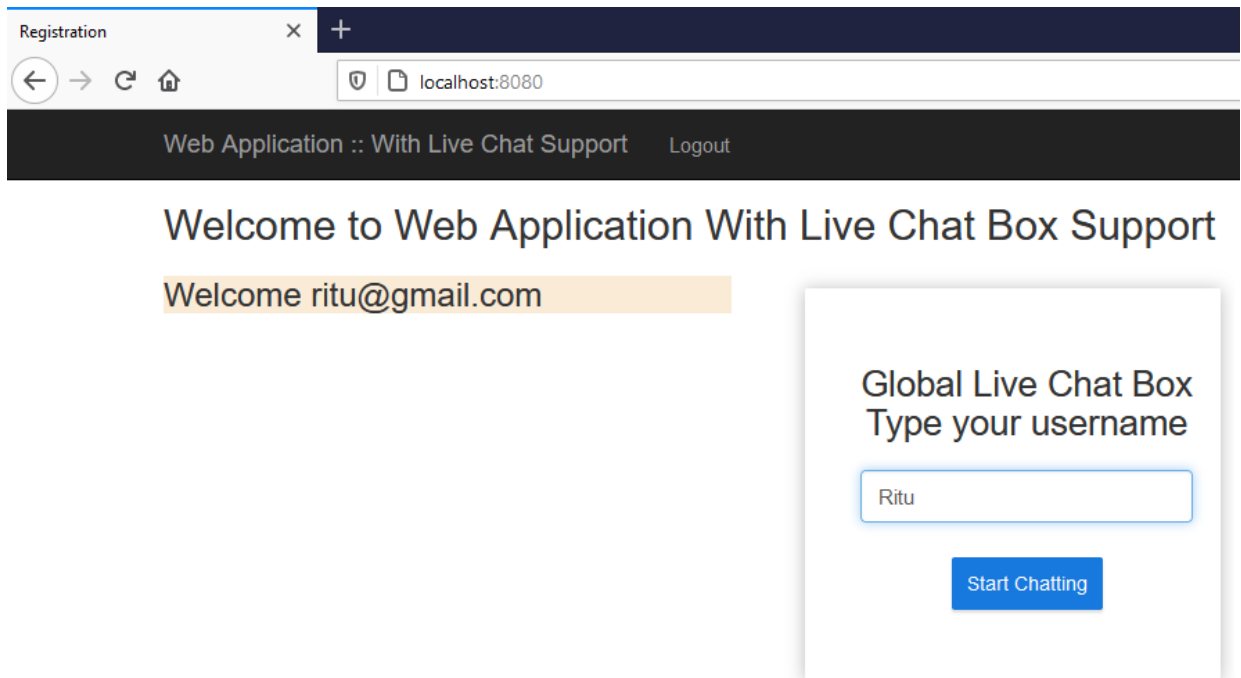 Registration
localhost:8080
Web Application :: With Live Chat Support Logout
Welcome to Web Application With Live Chat Box Support
Welcome ritu@gmail.com
Global Live Chat Box
Type your username
Ritu
Start Chatting